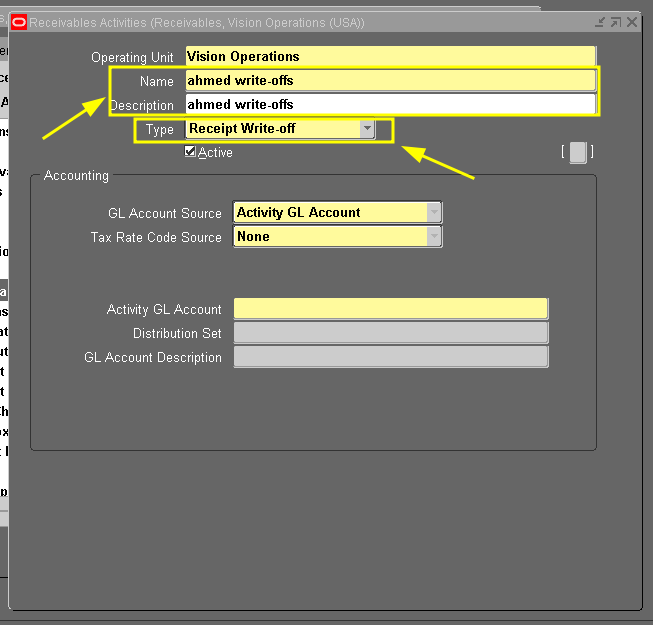 Receivables Activities (Receivables, Vision Operations (USA))
Operating Unit Vision Operations
Name ahmed write-offs
Description ahmed write-offs
Type Receipt Write-off
Active
[ ]
Accounting
GL Account Source Activity GL Account
Tax Rate Code Source None
Activity GL Account
Distribution Set
GL Account Description